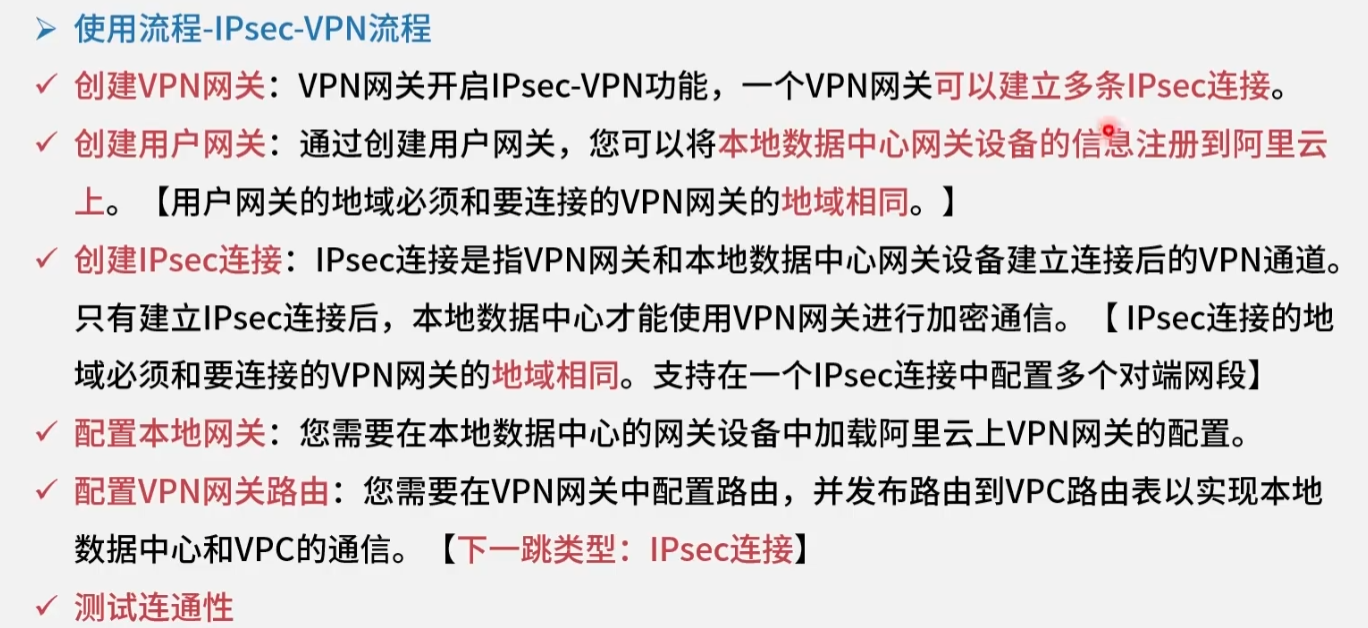 ➢ 使用流程-IPsec-VPN流程
✓ 创建VPN网关：VPN网关开启IPsec-VPN功能，一个VPN网关可以建立多条IPsec连接。
✓ 创建用户网关：通过创建用户网关，您可以将本地数据中心网关设备的信息注册到阿里云
上。【用户网关的地域必须和要连接的VPN网关的地域相同。】
✓ 创建IPsec连接：IPsec连接是指VPN网关和本地数据中心网关设备建立连接后的VPN通道。
只有建立IPsec连接后，本地数据中心才能使用VPN网关进行加密通信。【 IPsec连接的地
域必须和要连接的VPN网关的地域相同。支持在一个IPsec连接中配置多个对端网段】
✓ 配置本地网关：您需要在本地数据中心的网关设备中加载阿里云上VPN网关的配置。
✓ 配置VPN网关路由：您需要在VPN网关中配置路由，并发布路由到VPC路由表以实现本地
数据中心和VPC的通信。【下一跳类型：IPsec连接】
✓ 测试连通性